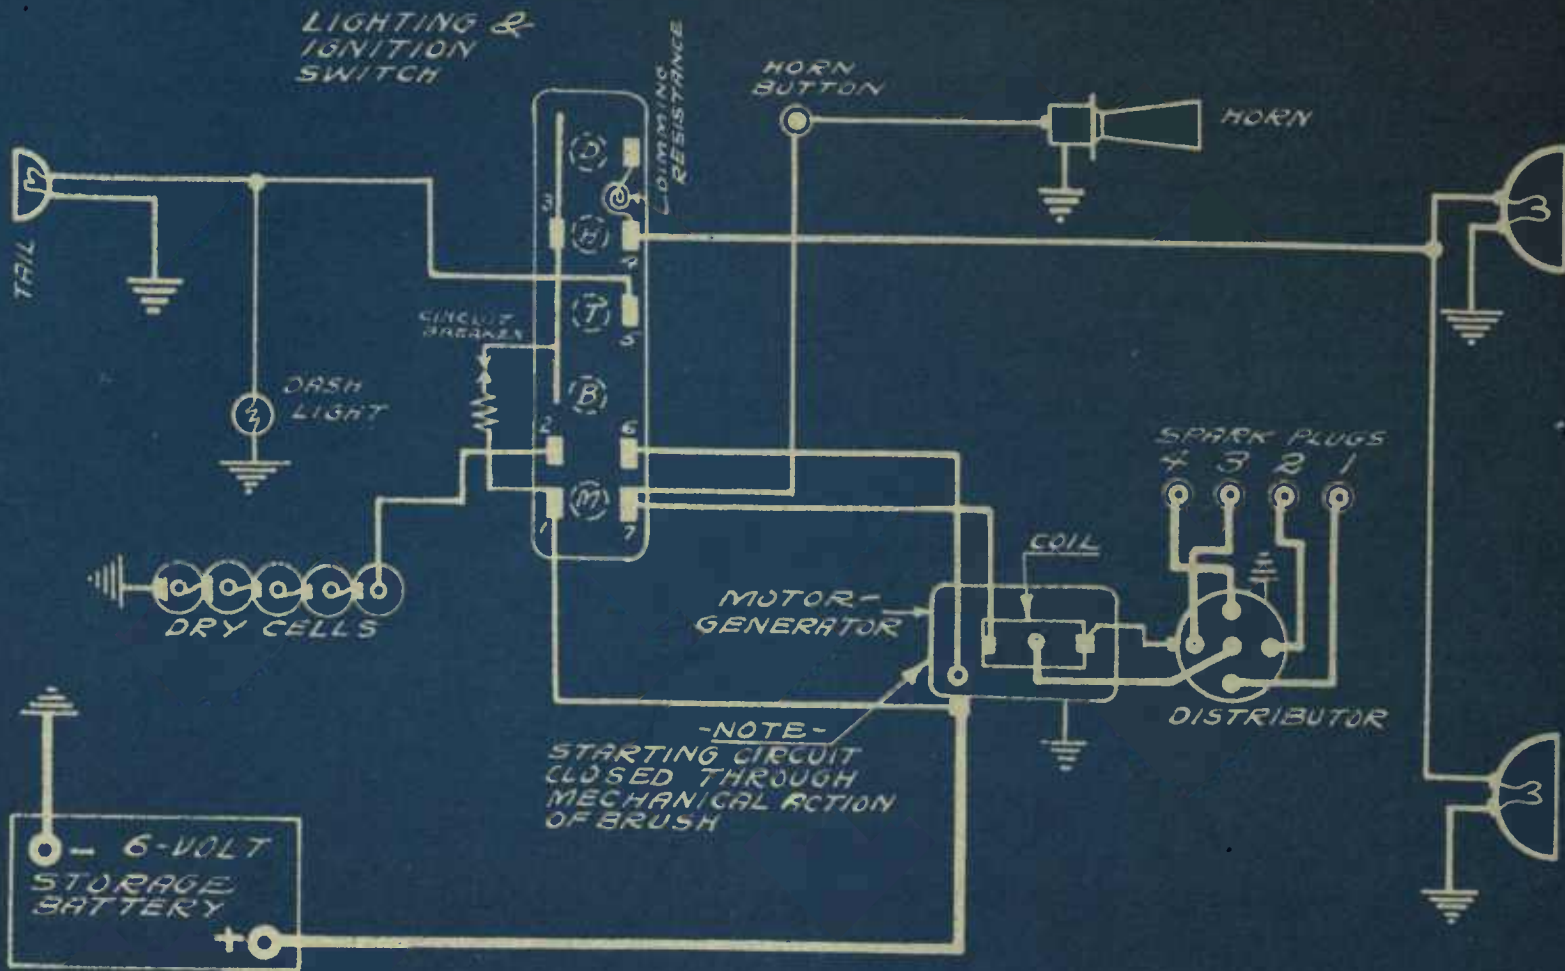 LIGHTING &
IGNITION
SWITCH
DIMMING
RESISTANCE
HORN
BUTTON
HORN
TAIL
D
3
H
4
T
5
CIRCUIT
BREAKER
B
DASH
LIGHT
2
6
M
1
7
SPARK PLUGS
4 3 2 1
DRY CELLS
COIL
MOTOR-
GENERATOR
DISTRIBUTOR
-NOTE-
STARTING CIRCUIT
CLOSED THROUGH
MECHANICAL ACTION
OF BRUSH
- 6-VOLT
STORAGE
BATTERY
+